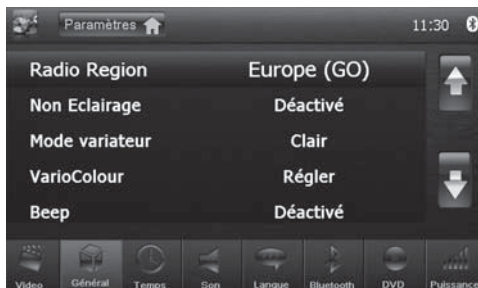 Paramètres 11:30
Radio Region Europe (GO)
Non Eclairage Déactivé
Mode variateur Clair
VarioColour Régler
Beep Déactivé
Video Général Temps Son Langue Bluetooth DVD Puissance